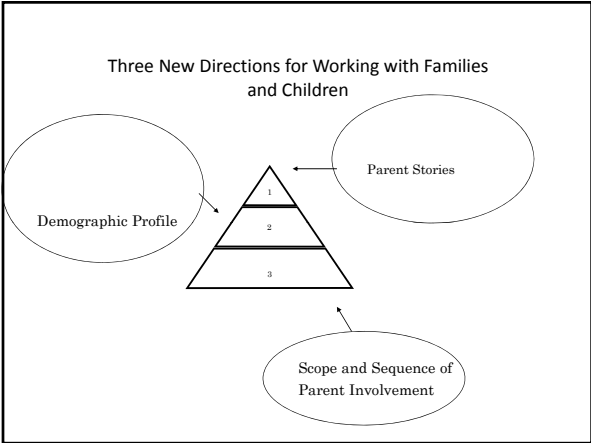 Three New Directions for Working with Families
and Children
Parent Stories
1
Demographic Profile
2
3
Scope and Sequence of
Parent Involvement